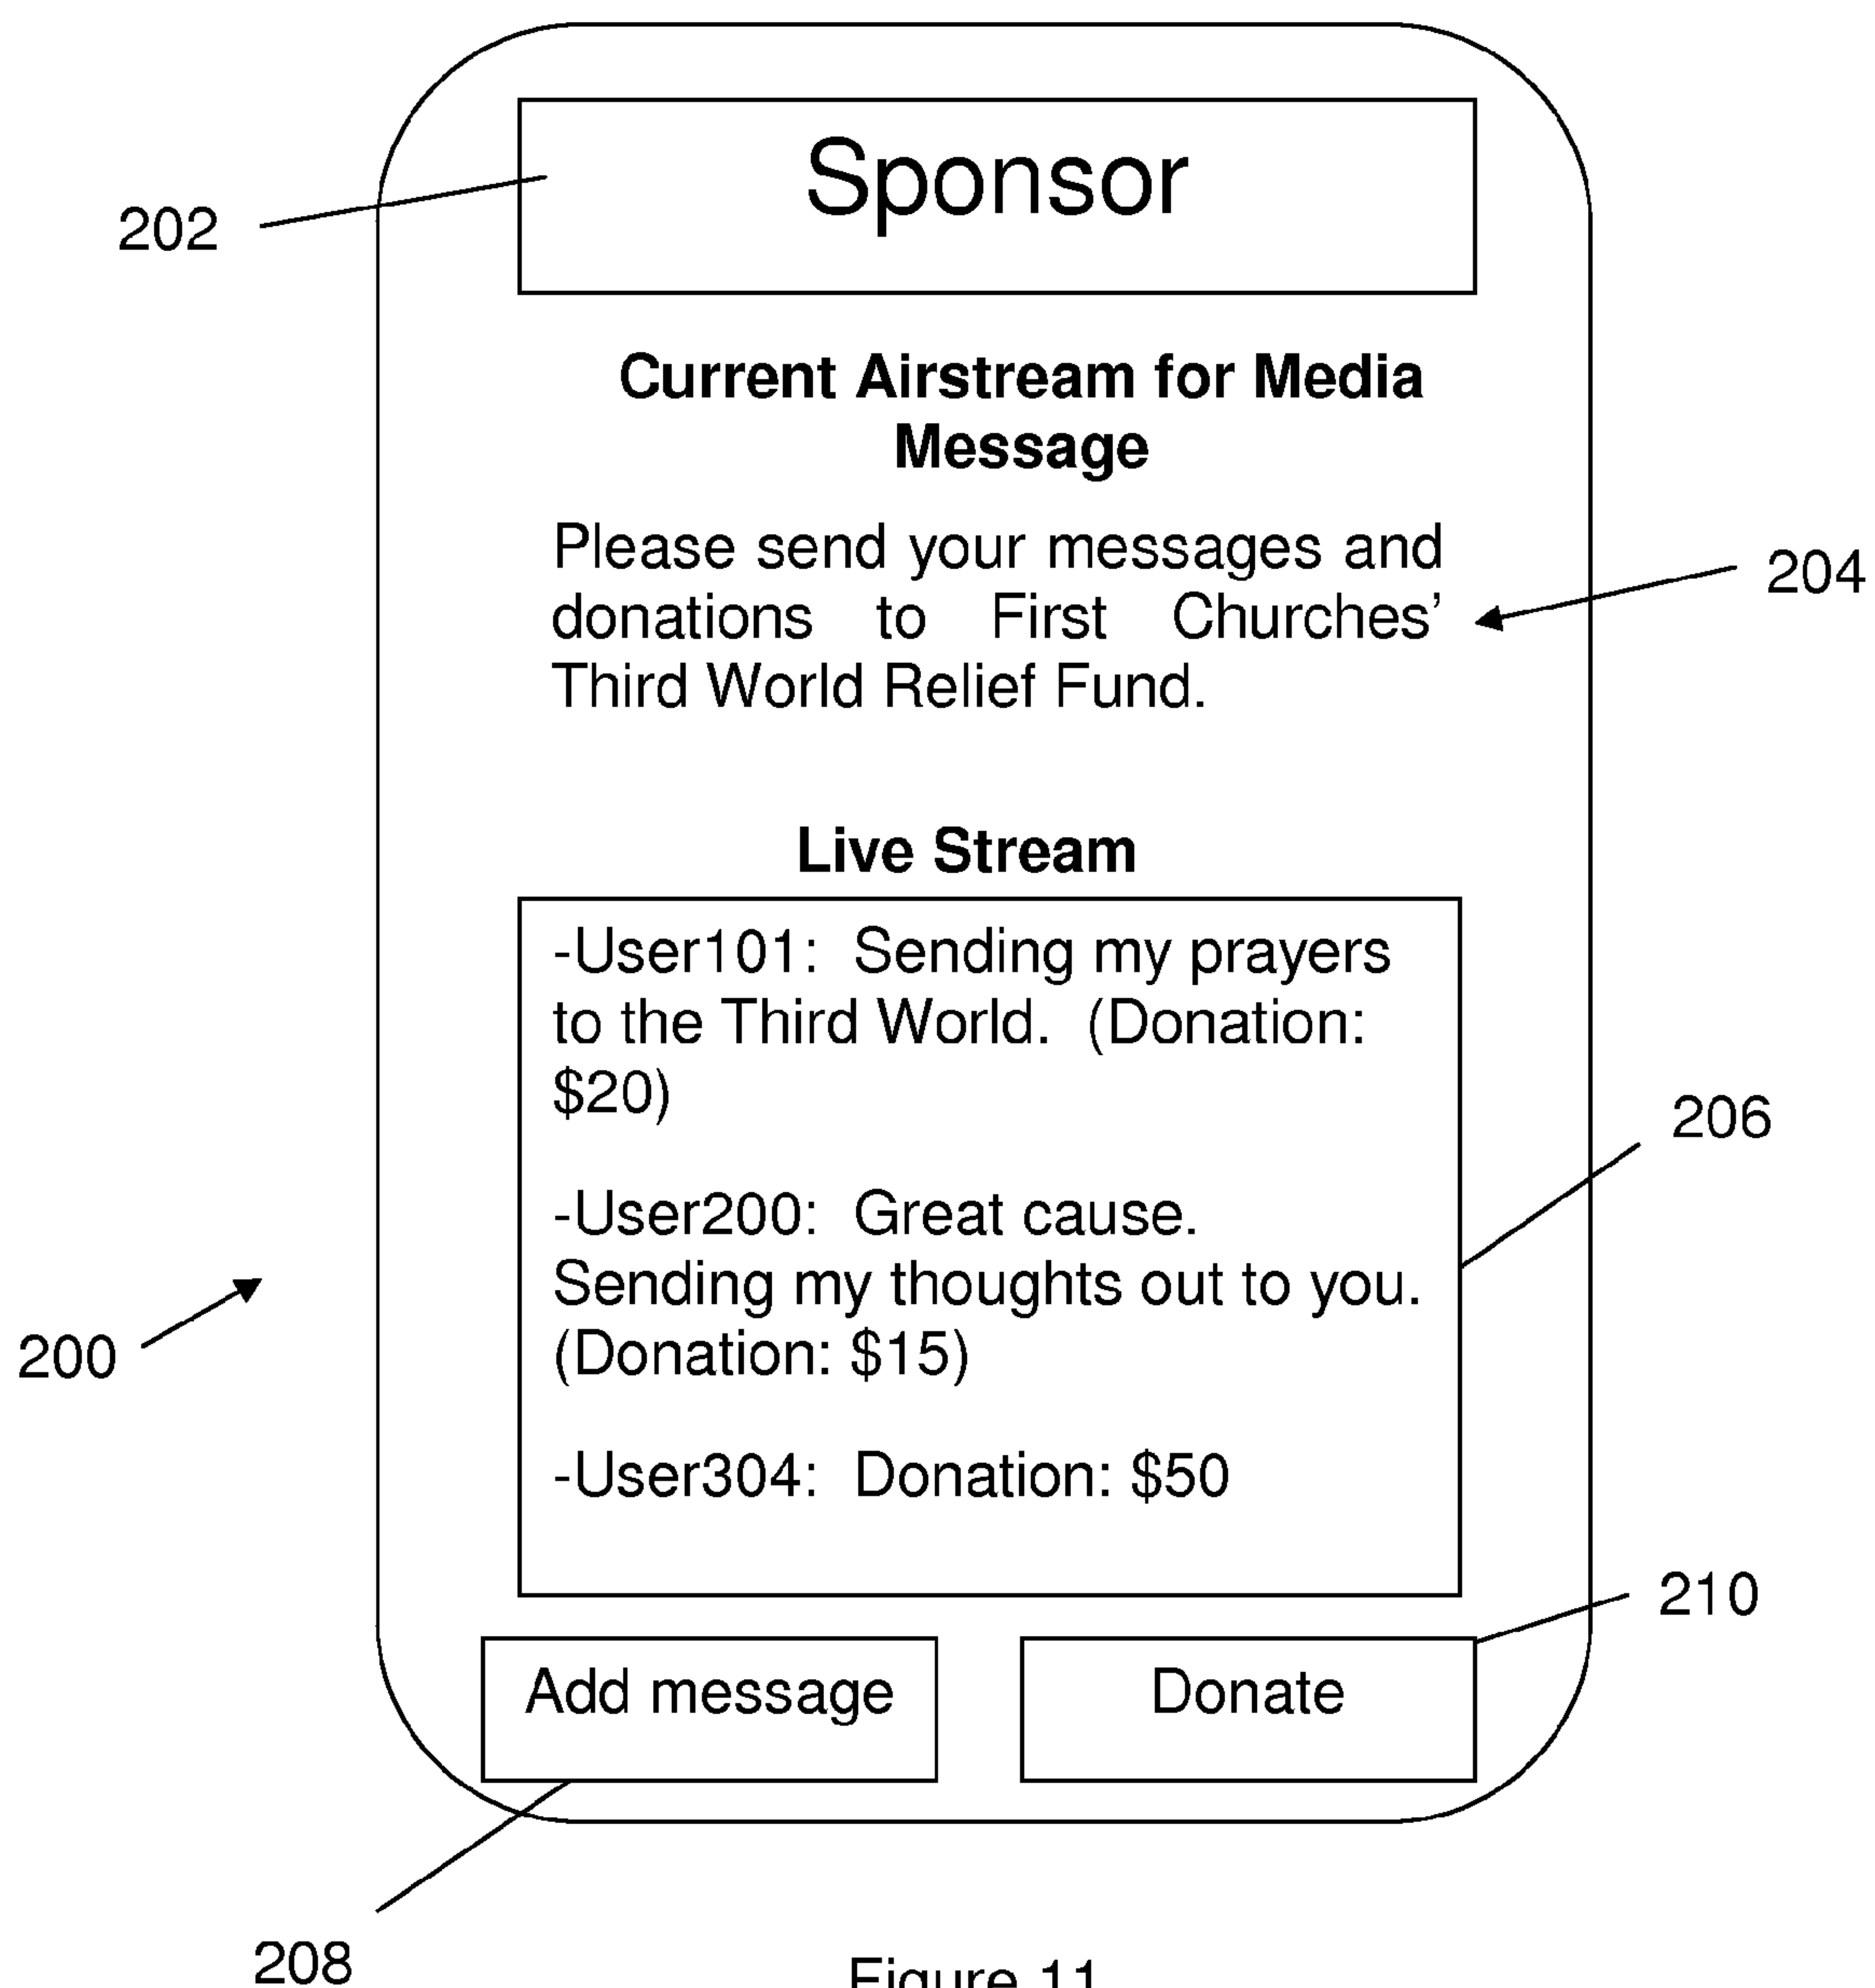 Sponsor
202
Current Airstream for Media
Message
Please send your messages and
donations to First Churches’
Third World Relief Fund.
204
Live Stream
-User101:  Sending my prayers
to the Third World.  (Donation:
$20)
206
-User200:  Great cause.
Sending my thoughts out to you.
(Donation: $15)
200
-User304:  Donation: $50
210
Add message
Donate
208
Figure 11